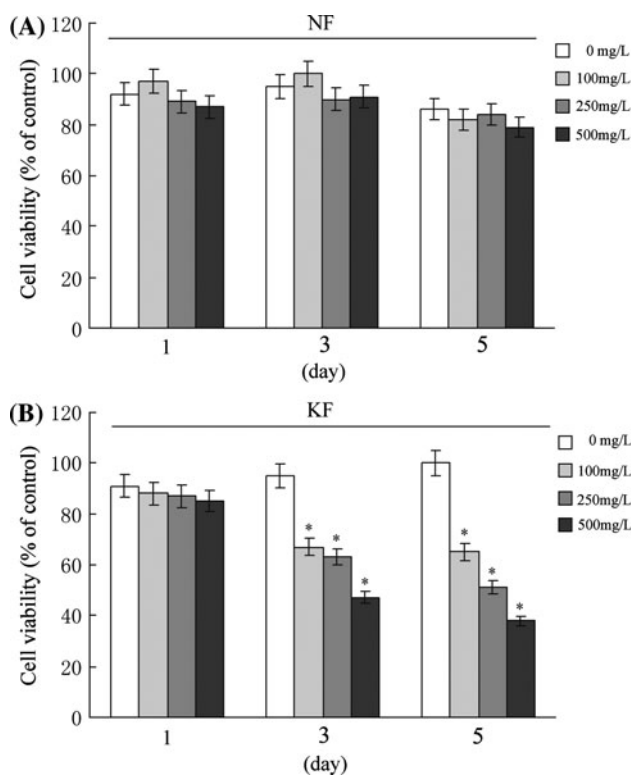 (A)
NF
Cell viability (% of control)
120
100
80
60
40
20
0
0 mg/L
100mg/L
250mg/L
500mg/L
1 3 5
(day)
(B)
KF
Cell viability (% of control)
120
100
80
60
40
20
0
0 mg/L
100mg/L
250mg/L
500mg/L
* * *
* * *
1 3 5
(day)